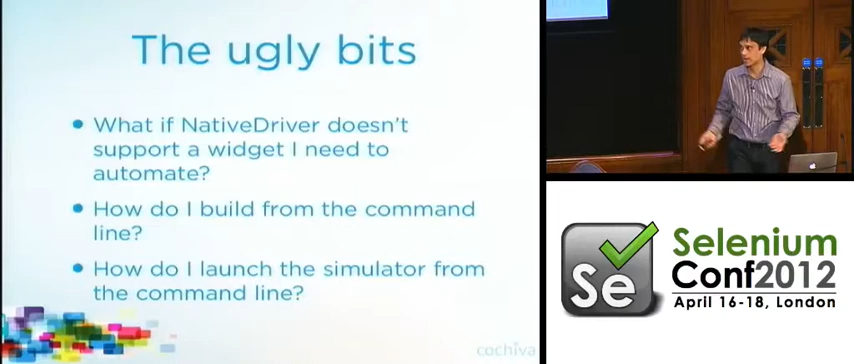 The ugly bits
• What if NativeDriver doesn't
support a widget I need to
automate?
• How do I build from the command
line?
• How do I launch the simulator from
the command line?
cochiva
Se
Selenium
Conf2012
April 16-18, London